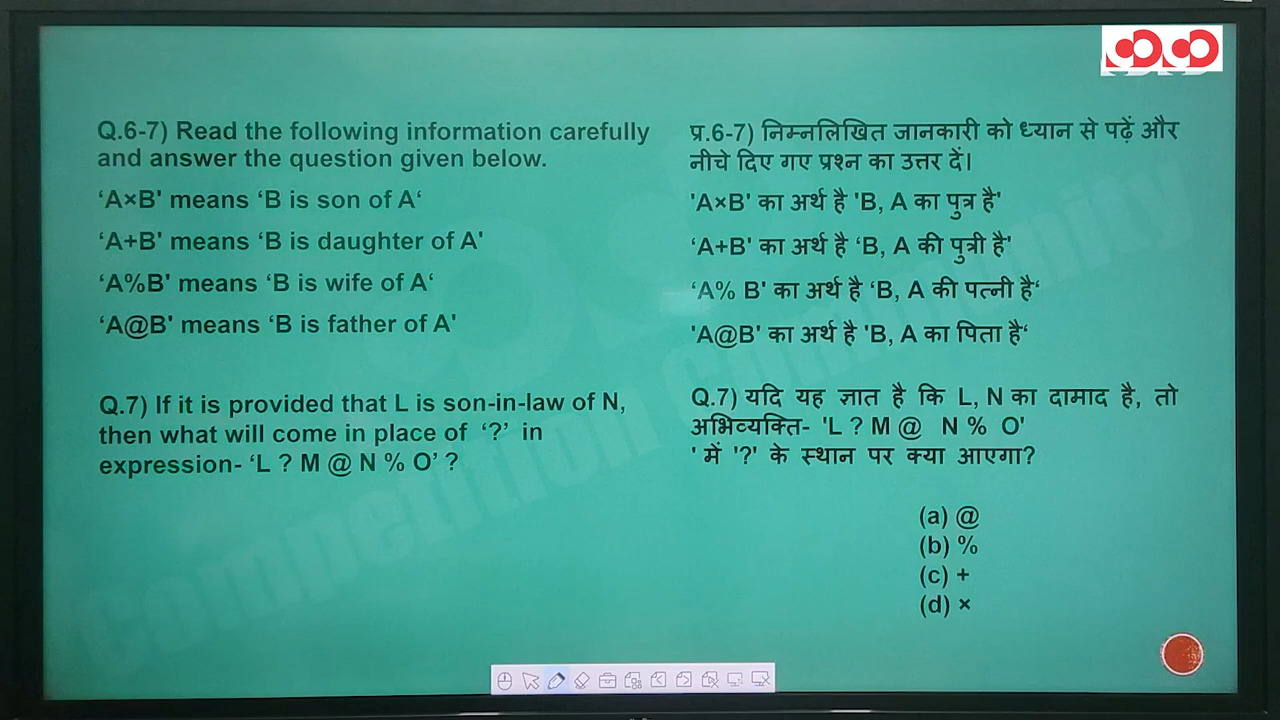 Q.6-7) Read the following information carefully
and answer the question given below.
‘A×B' means ‘B is son of A‘
‘A+B' means ‘B is daughter of A'
‘A%B' means ‘B is wife of A‘
‘A@B' means ‘B is father of A'
Q.7) If it is provided that L is son-in-law of N,
then what will come in place of ‘?’ in
expression- ‘L ? M @ N % O’ ?
प्र.6-7) निम्नलिखित जानकारी को ध्यान से पढ़ें और
नीचे दिए गए प्रश्न का उत्तर दें।
'A×B' का अर्थ है 'B, A का पुत्र है'
‘A+B' का अर्थ है ‘B, A की पुत्री है'
‘A% B' का अर्थ है ‘B, A की पत्नी है‘
'A@B' का अर्थ है 'B, A का पिता है‘
Q.7) यदि यह ज्ञात है कि L, N का दामाद है, तो
अभिव्यक्ति- 'L ? M @ N % O'
' में '?' के स्थान पर क्या आएगा?
(a) @
(b) %
(c) +
(d) ×
Competition Community